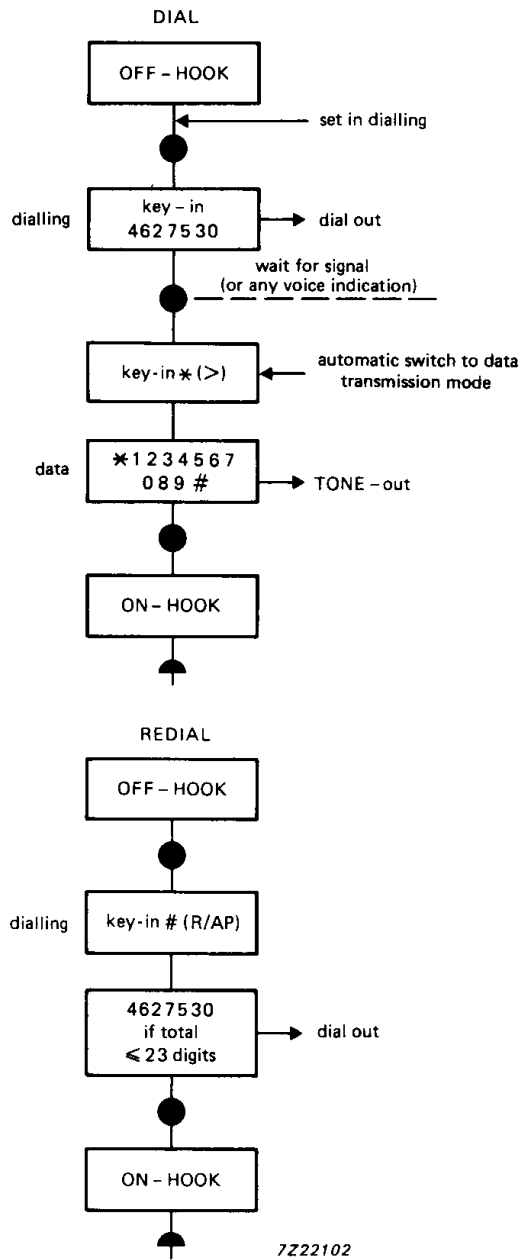 DIAL
OFF – HOOK
set in dialling
dialling
key – in
4627530
dial out
wait for signal
(or any voice indication)
key-in * (>)
automatic switch to data
transmission mode
data
*1234567
089 #
TONE – out
ON – HOOK
REDIAL
OFF – HOOK
dialling
key-in # (R/AP)
4627530
if total
⩽ 23 digits
dial out
ON – HOOK
7Z22102